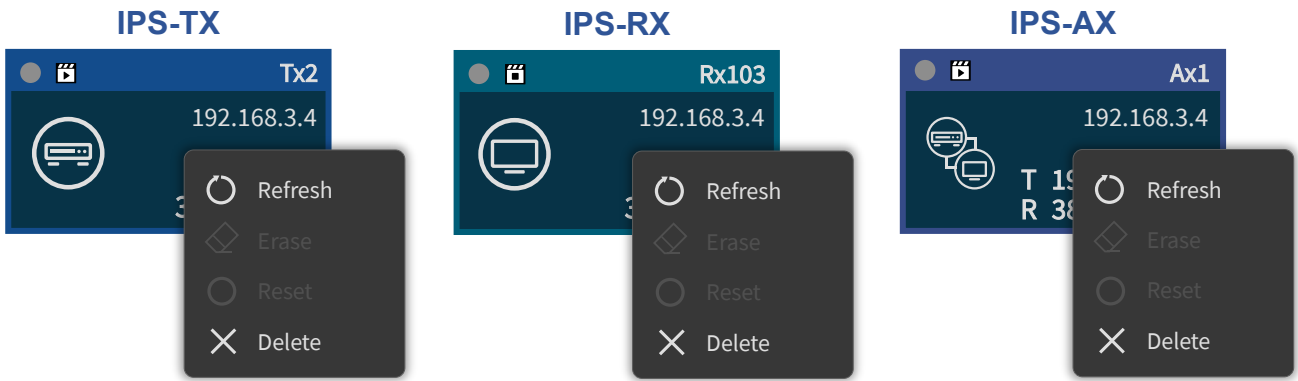 IPS-TX
IPS-RX
IPS-AX
Tx2
192.168.3.4
Refresh
Erase
Reset
Delete
Rx103
192.168.3.4
Refresh
Erase
Reset
Delete
Ax1
192.168.3.4
T
R
Refresh
Erase
Reset
Delete